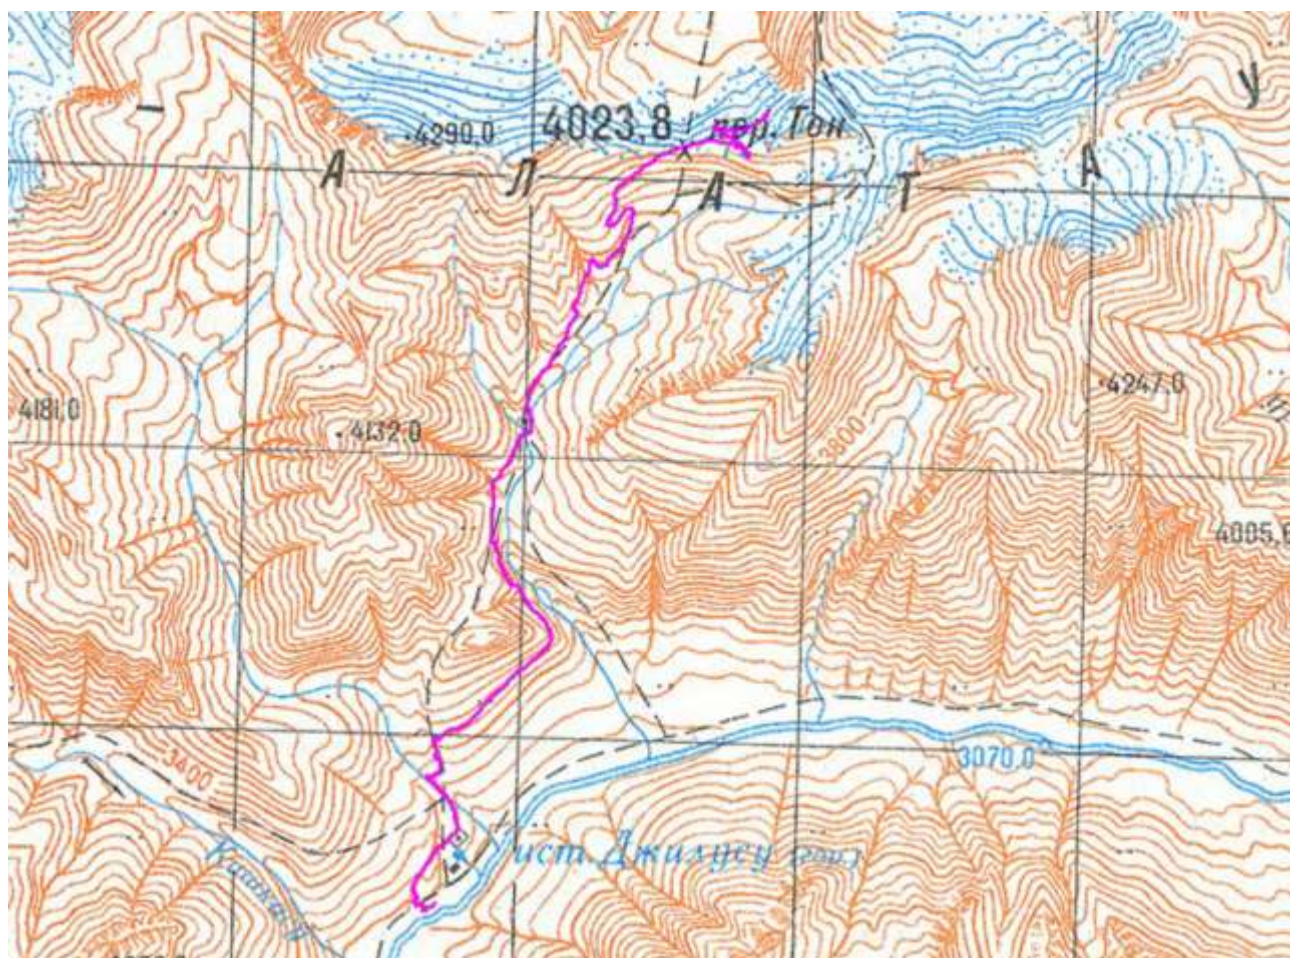 У
4290,0
4023,8 пер. Тон
А Л А Т А
4181,0
4132,0
4247,0
3800
4005,6
3600
3070,0
ист. Джилусу (гор.)